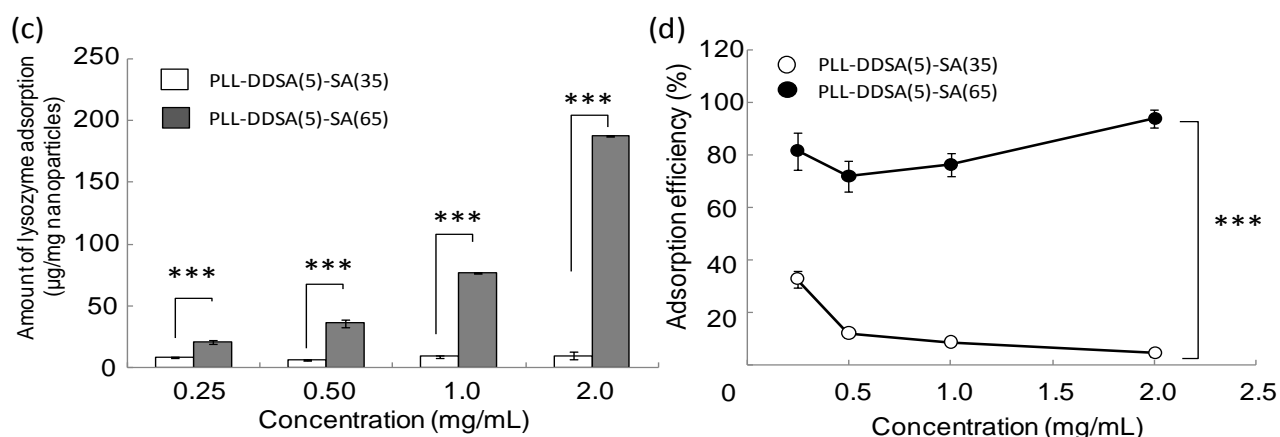 (c)
250
200
150
100
50
0
Amount of lysozyme adsorption
(µg/mg nanoparticles)
PLL-DDSA(5)-SA(35)
PLL-DDSA(5)-SA(65)
***
***
***
***
0.25 0.50 1.0 2.0
Concentration (mg/mL)
(d)
120
100
80
60
40
20
0
Adsorption efficiency (%)
PLL-DDSA(5)-SA(35)
PLL-DDSA(5)-SA(65)
***
0.5 1.0 1.5 2.0 2.5
Concentration (mg/mL)